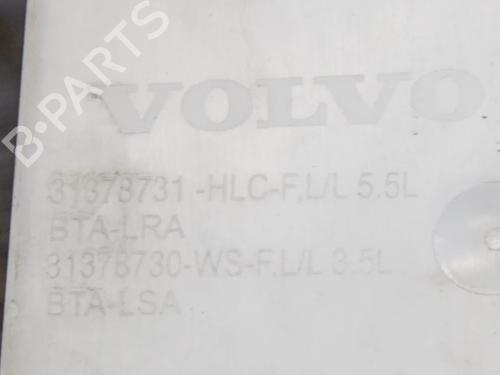 B-PARTS
VOLVO
31378731-HLC-F,L/L 5.5L
BTA-LRA
31378730-WS-F,L/L 3.5L
BTA-LSA